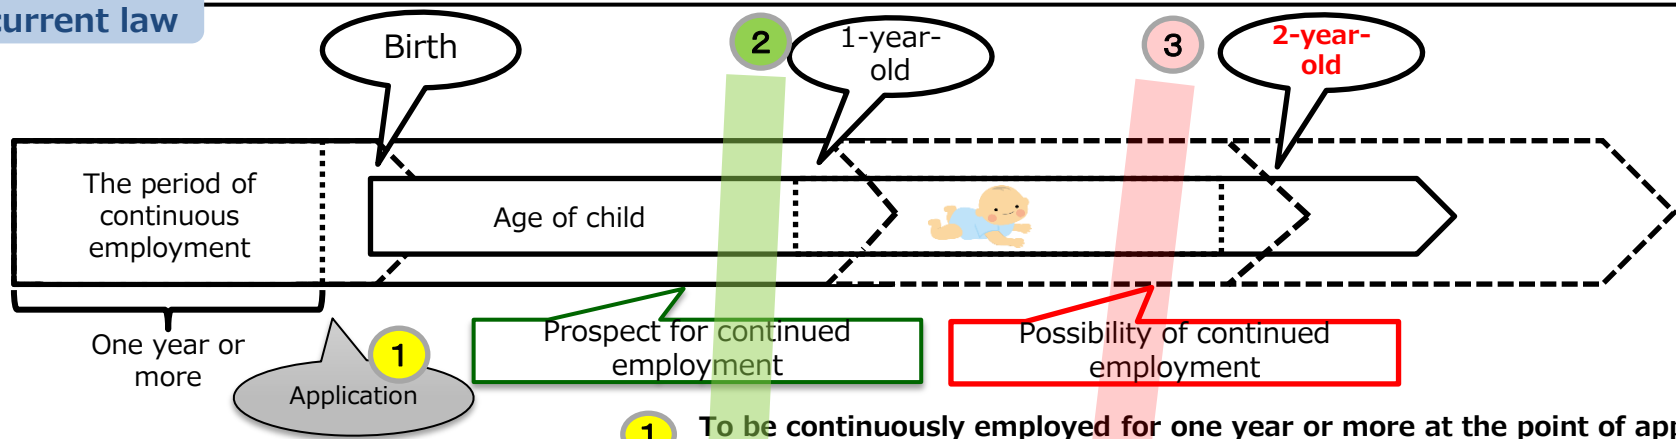 current law
Birth
2
1-year-
old
3
2-year-
old
The period of
continuous
employment
Age of child
One year or
more
1
Application
Prospect for continued
employment
Possibility of continued
employment
1
To be continuously employed for one year or more at the point of app